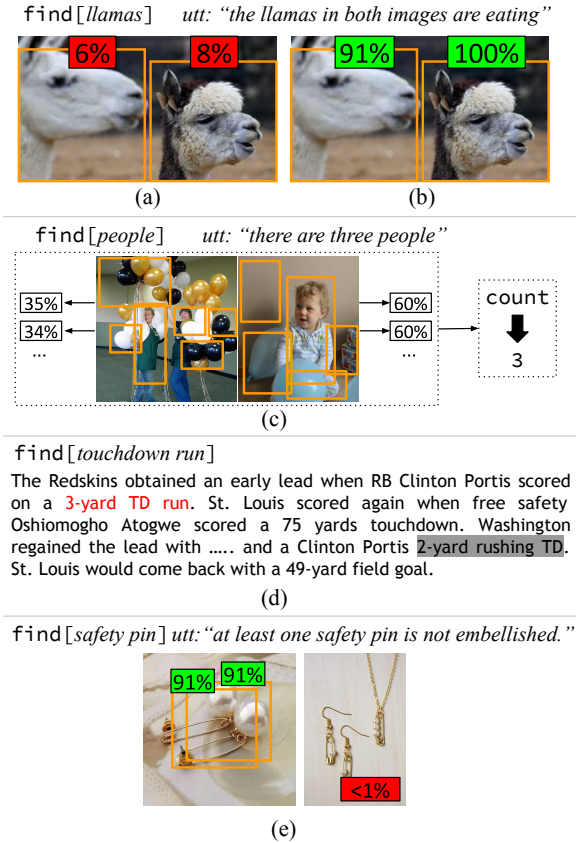 find[llamas] utt: “the llamas in both images are eating”
6% 8% 91% 100%
(a) (b)
find[people] utt: “there are three people”
35% 60%
34% 60%
... ...
count
3
(c)
find[touchdown run]
The Redskins obtained an early lead when RB Clinton Portis scored
on a 3-yard TD run. St. Louis scored again when free safety
Oshiomogho Atogwe scored a 75 yards touchdown. Washington
regained the lead with ….. and a Clinton Portis 2-yard rushing TD.
St. Louis would come back with a 49-yard field goal.
(d)
find[safety pin] utt:“at least one safety pin is not embellished.”
91% 91%
<1%
(e)